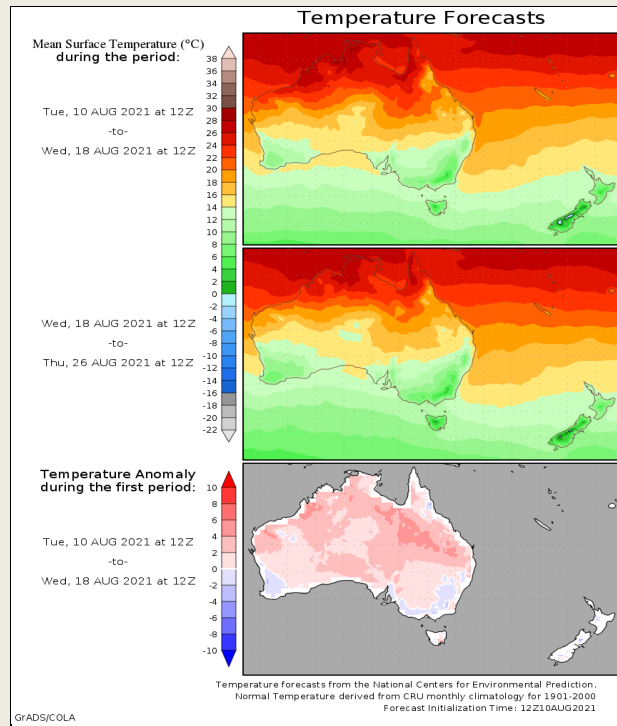 Temperature Forecasts
Mean Surface Temperature (°C)
during the period:
Tue, 10 AUG 2021 at 12Z
-to-
Wed, 18 AUG 2021 at 12Z
38
36
34
32
30
28
26
24
22
20
18
16
14
12
10
8
6
4
2
0
-2
-4
-6
-8
-10
-12
-14
-16
-18
-20
-22
Wed, 18 AUG 2021 at 12Z
-to-
Thu, 26 AUG 2021 at 12Z
Temperature Anomaly
during the first period:
Tue, 10 AUG 2021 at 12Z
-to-
Wed, 18 AUG 2021 at 12Z
10
8
6
4
2
0
-2
-4
-6
-8
-10
Temperature forecasts from the National Centers for Environmental Prediction.
Normal Temperature derived from CRU monthly climatology for 1901-2000
Forecast Initialization Time: 12Z10AUG2021
GrADS/COLA